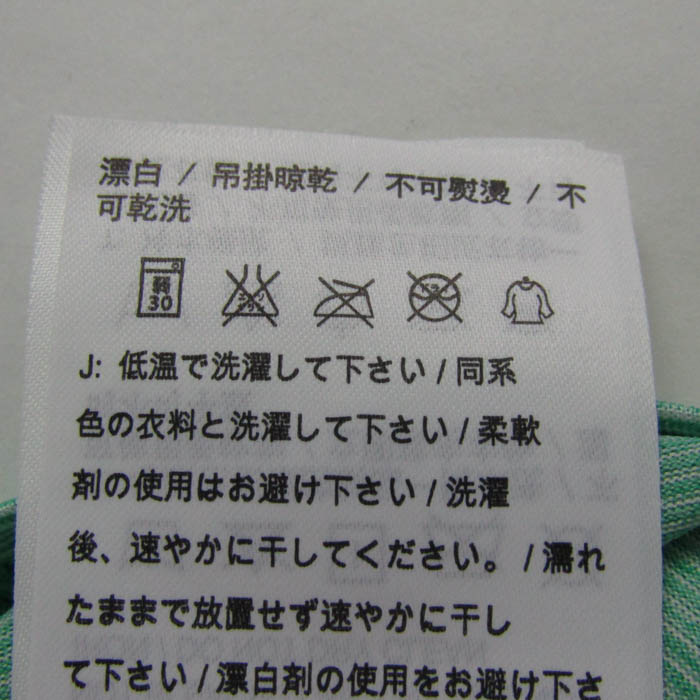 漂白 / 吊掛晾乾 / 不可熨燙 / 不
可乾洗
弱
30
J: 低温で洗濯して下さい / 同系
色の衣料と洗濯して下さい / 柔軟
剤の使用はお避け下さい / 洗濯
後、速やかに干してください。 / 濡れ
たままで放置せず速やかに干し
て下さい / 漂白剤の使用をお避け下さ